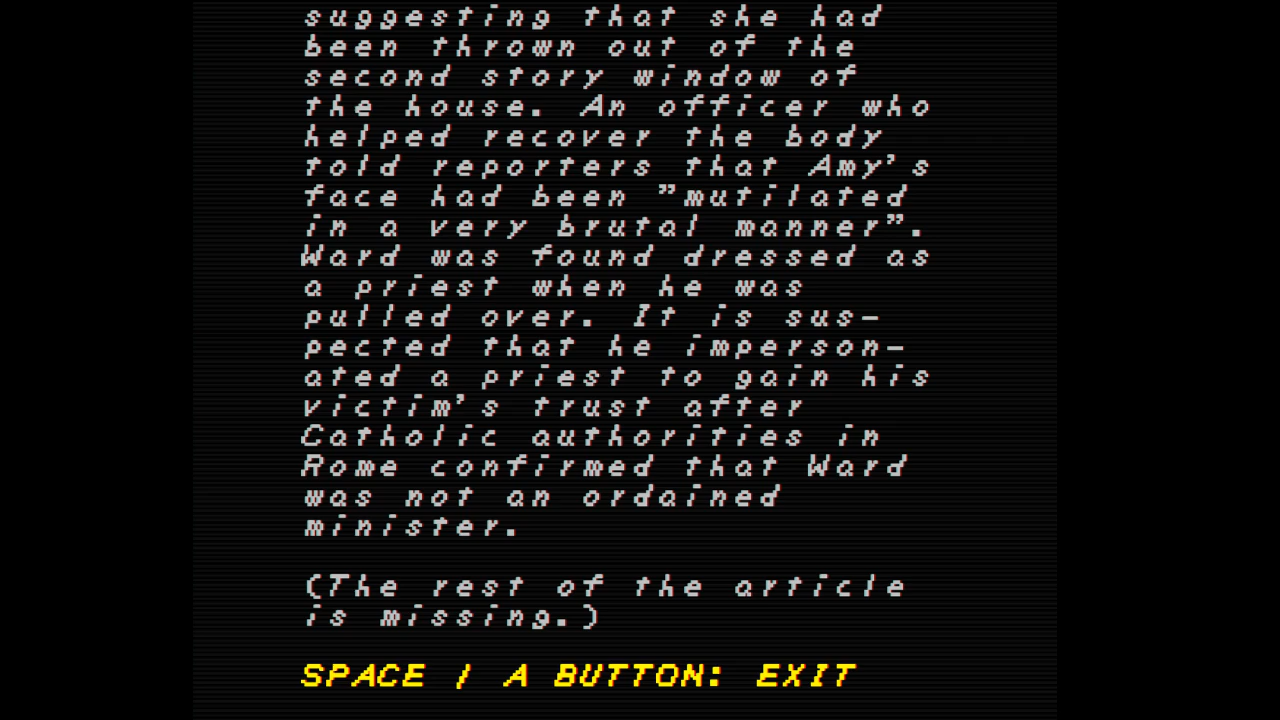 suggesting that she had
been thrown out of the
second story window of
the house. An officer who
helped recover the body
told reporters that Amy's
face had been "mutilated
in a very brutal manner".
Ward was found dressed as
a priest when he was
pulled over. It is sus-
pected that he imperson-
ated a priest to gain his
victim's trust after
Catholic authorities in
Rome confirmed that Ward
was not an ordained
minister.
(The rest of the article
is missing.)
SPACE / A BUTTON: EXIT